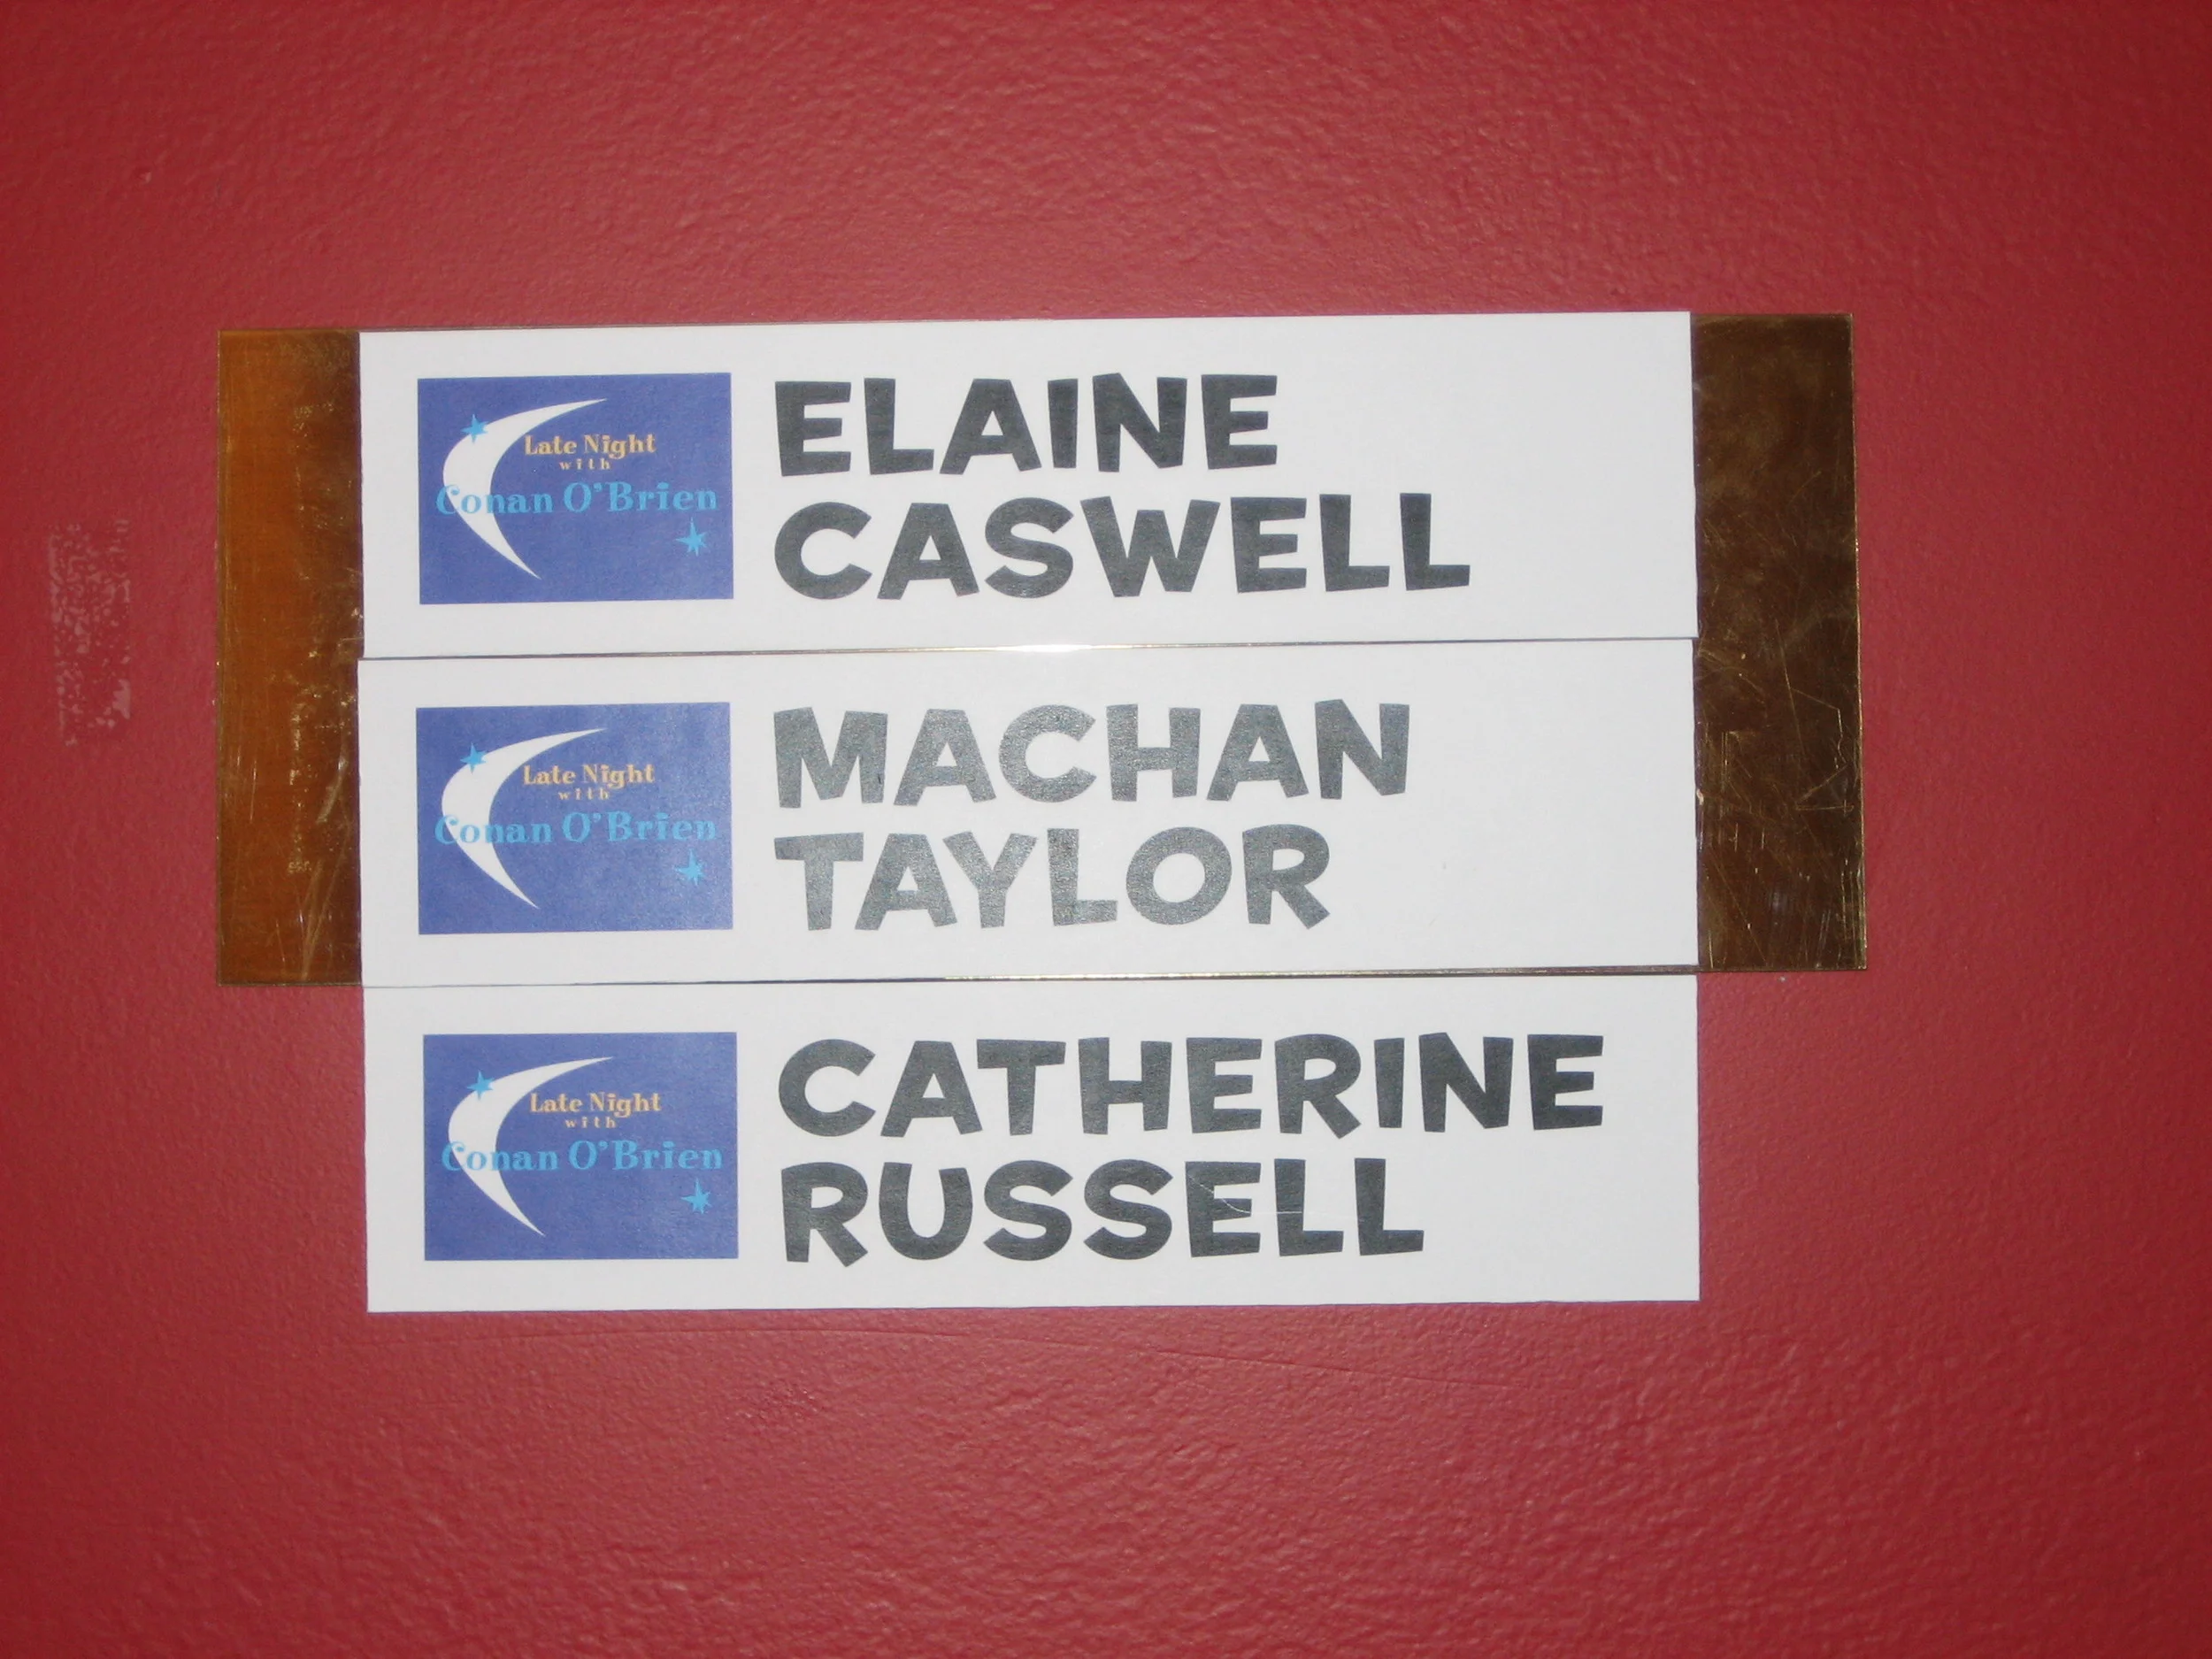 Late Night
with
Conan O'Brien
ELAINE
CASWELL
Late Night
with
Conan O'Brien
MACHAN
TAYLOR
Late Night
with
Conan O'Brien
CATHERINE
RUSSELL